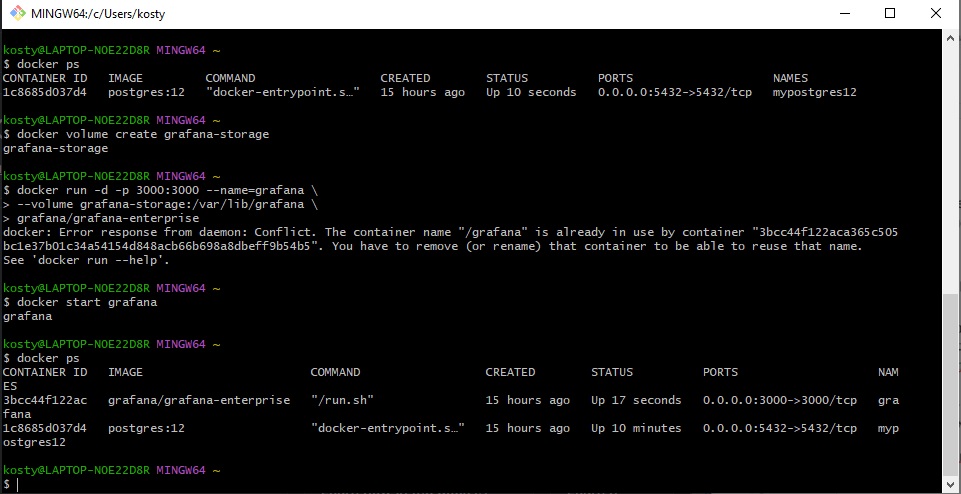 MINGW64:/c/Users/kosty
kosty@LAPTOP-NOE22D8R MINGW64 ~
$ docker ps
CONTAINER ID   IMAGE         COMMAND                  CREATED        STATUS          PORTS                    NAMES
1c8685d037d4   postgres:12   "docker-entrypoint.s…"   15 hours ago   Up 10 seconds   0.0.0.0:5432->5432/tcp   mypostgres12
kosty@LAPTOP-NOE22D8R MINGW64 ~
$ docker volume create grafana-storage
grafana-storage
kosty@LAPTOP-NOE22D8R MINGW64 ~
$ docker run -d -p 3000:3000 --name=grafana \
> --volume grafana-storage:/var/lib/grafana \
> grafana/grafana-enterprise
docker: Error response from daemon: Conflict. The container name "/grafana" is already in use by container "3bcc44f122aca365c505
bc1e37b01c34a54154d848acb66b698a8dbeff9b54b5". You have to remove (or rename) that container to be able to reuse that name.
See 'docker run --help'.
kosty@LAPTOP-NOE22D8R MINGW64 ~
$ docker start grafana
grafana
kosty@LAPTOP-NOE22D8R MINGW64 ~
$ docker ps
CONTAINER ID   IMAGE                        COMMAND                  CREATED        STATUS          PORTS                    NAM
ES
3bcc44f122ac   grafana/grafana-enterprise   "/run.sh"                15 hours ago   Up 17 seconds   0.0.0.0:3000->3000/tcp   gra
fana
1c8685d037d4   postgres:12                  "docker-entrypoint.s…"   15 hours ago   Up 10 minutes   0.0.0.0:5432->5432/tcp   myp
ostgres12
kosty@LAPTOP-NOE22D8R MINGW64 ~
$